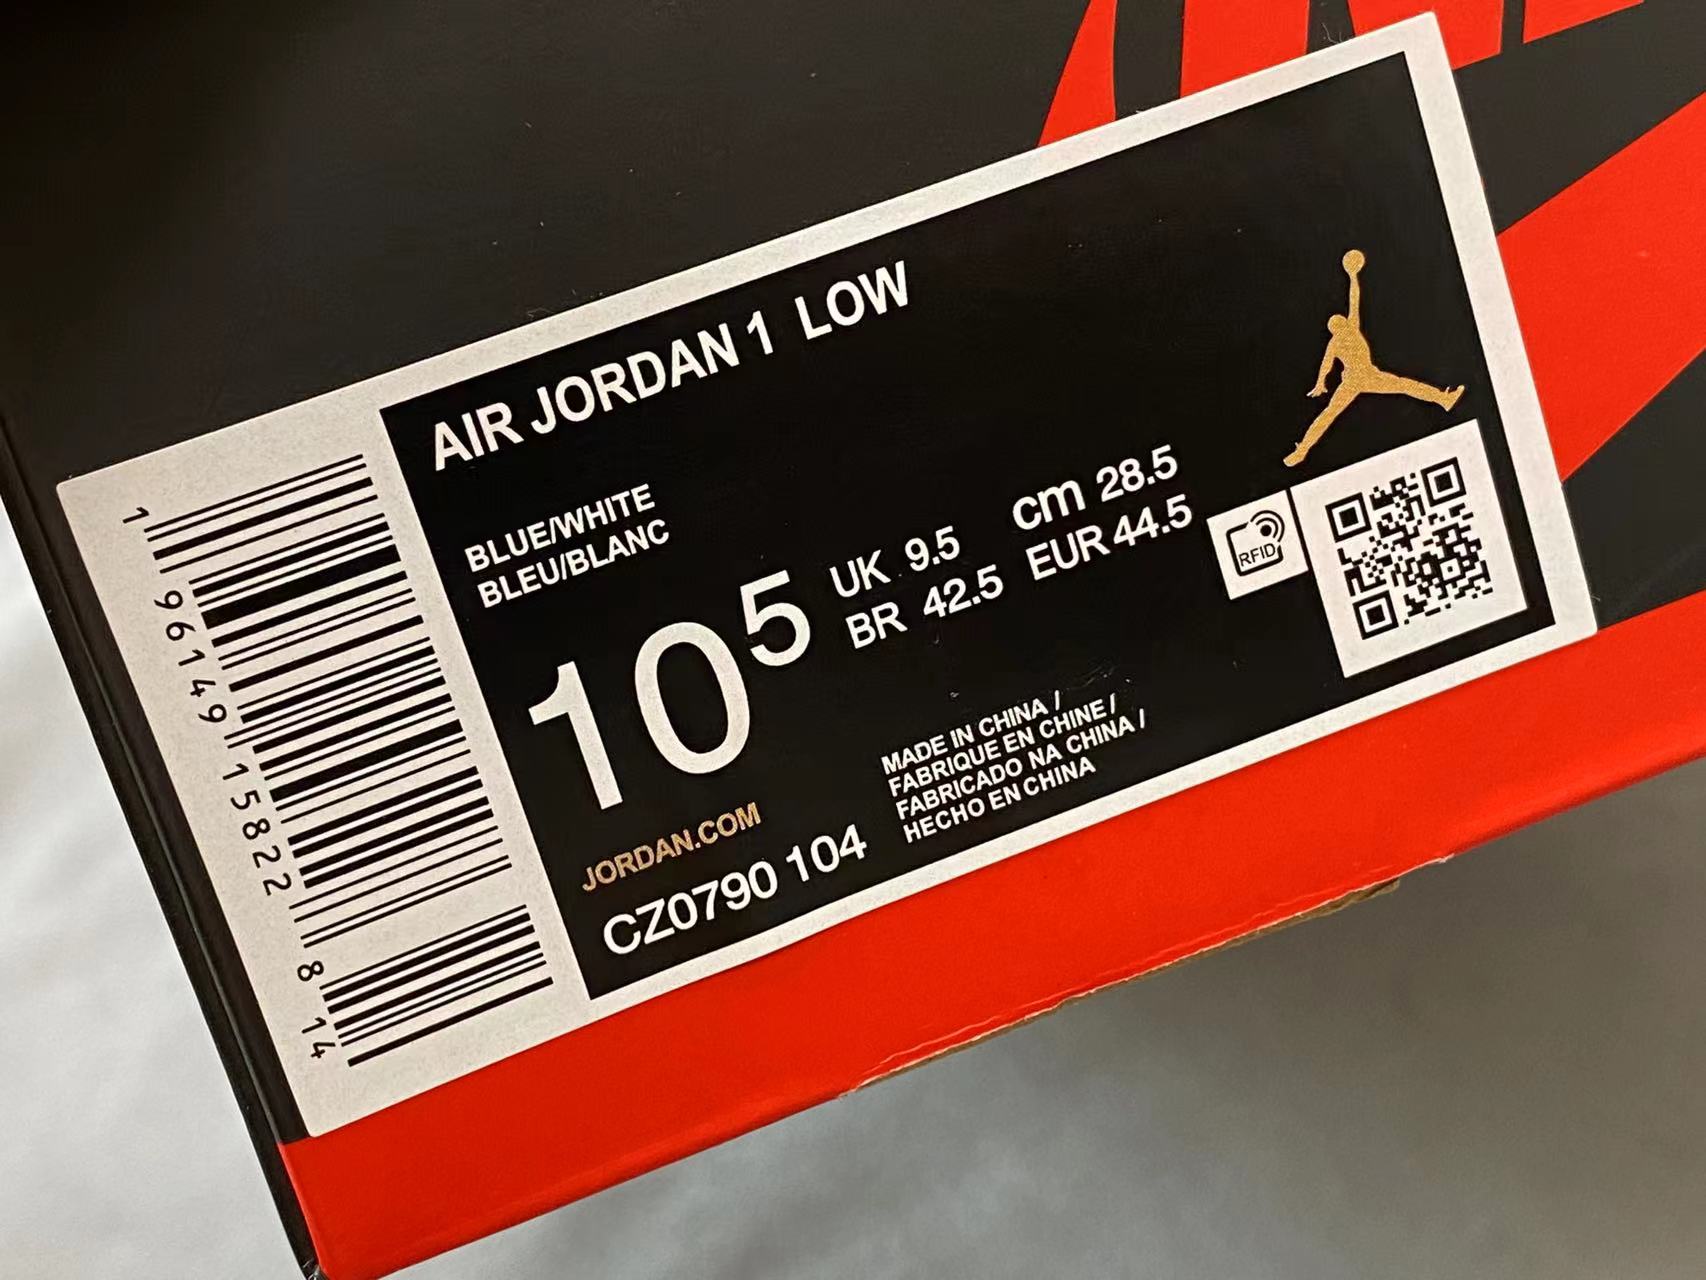 AIR JORDAN 1 LOW
BLUE/WHITE
BLEU/BLANC
10⁵
UK 9.5 cm 28.5
BR 42.5 EUR 44.5
RFID
MADE IN CHINA /
FABRIQUE EN CHINE /
FABRICADO NA CHINA /
HECHO EN CHINA
JORDAN.COM
CZ0790 104
1 96149 15822 8 14